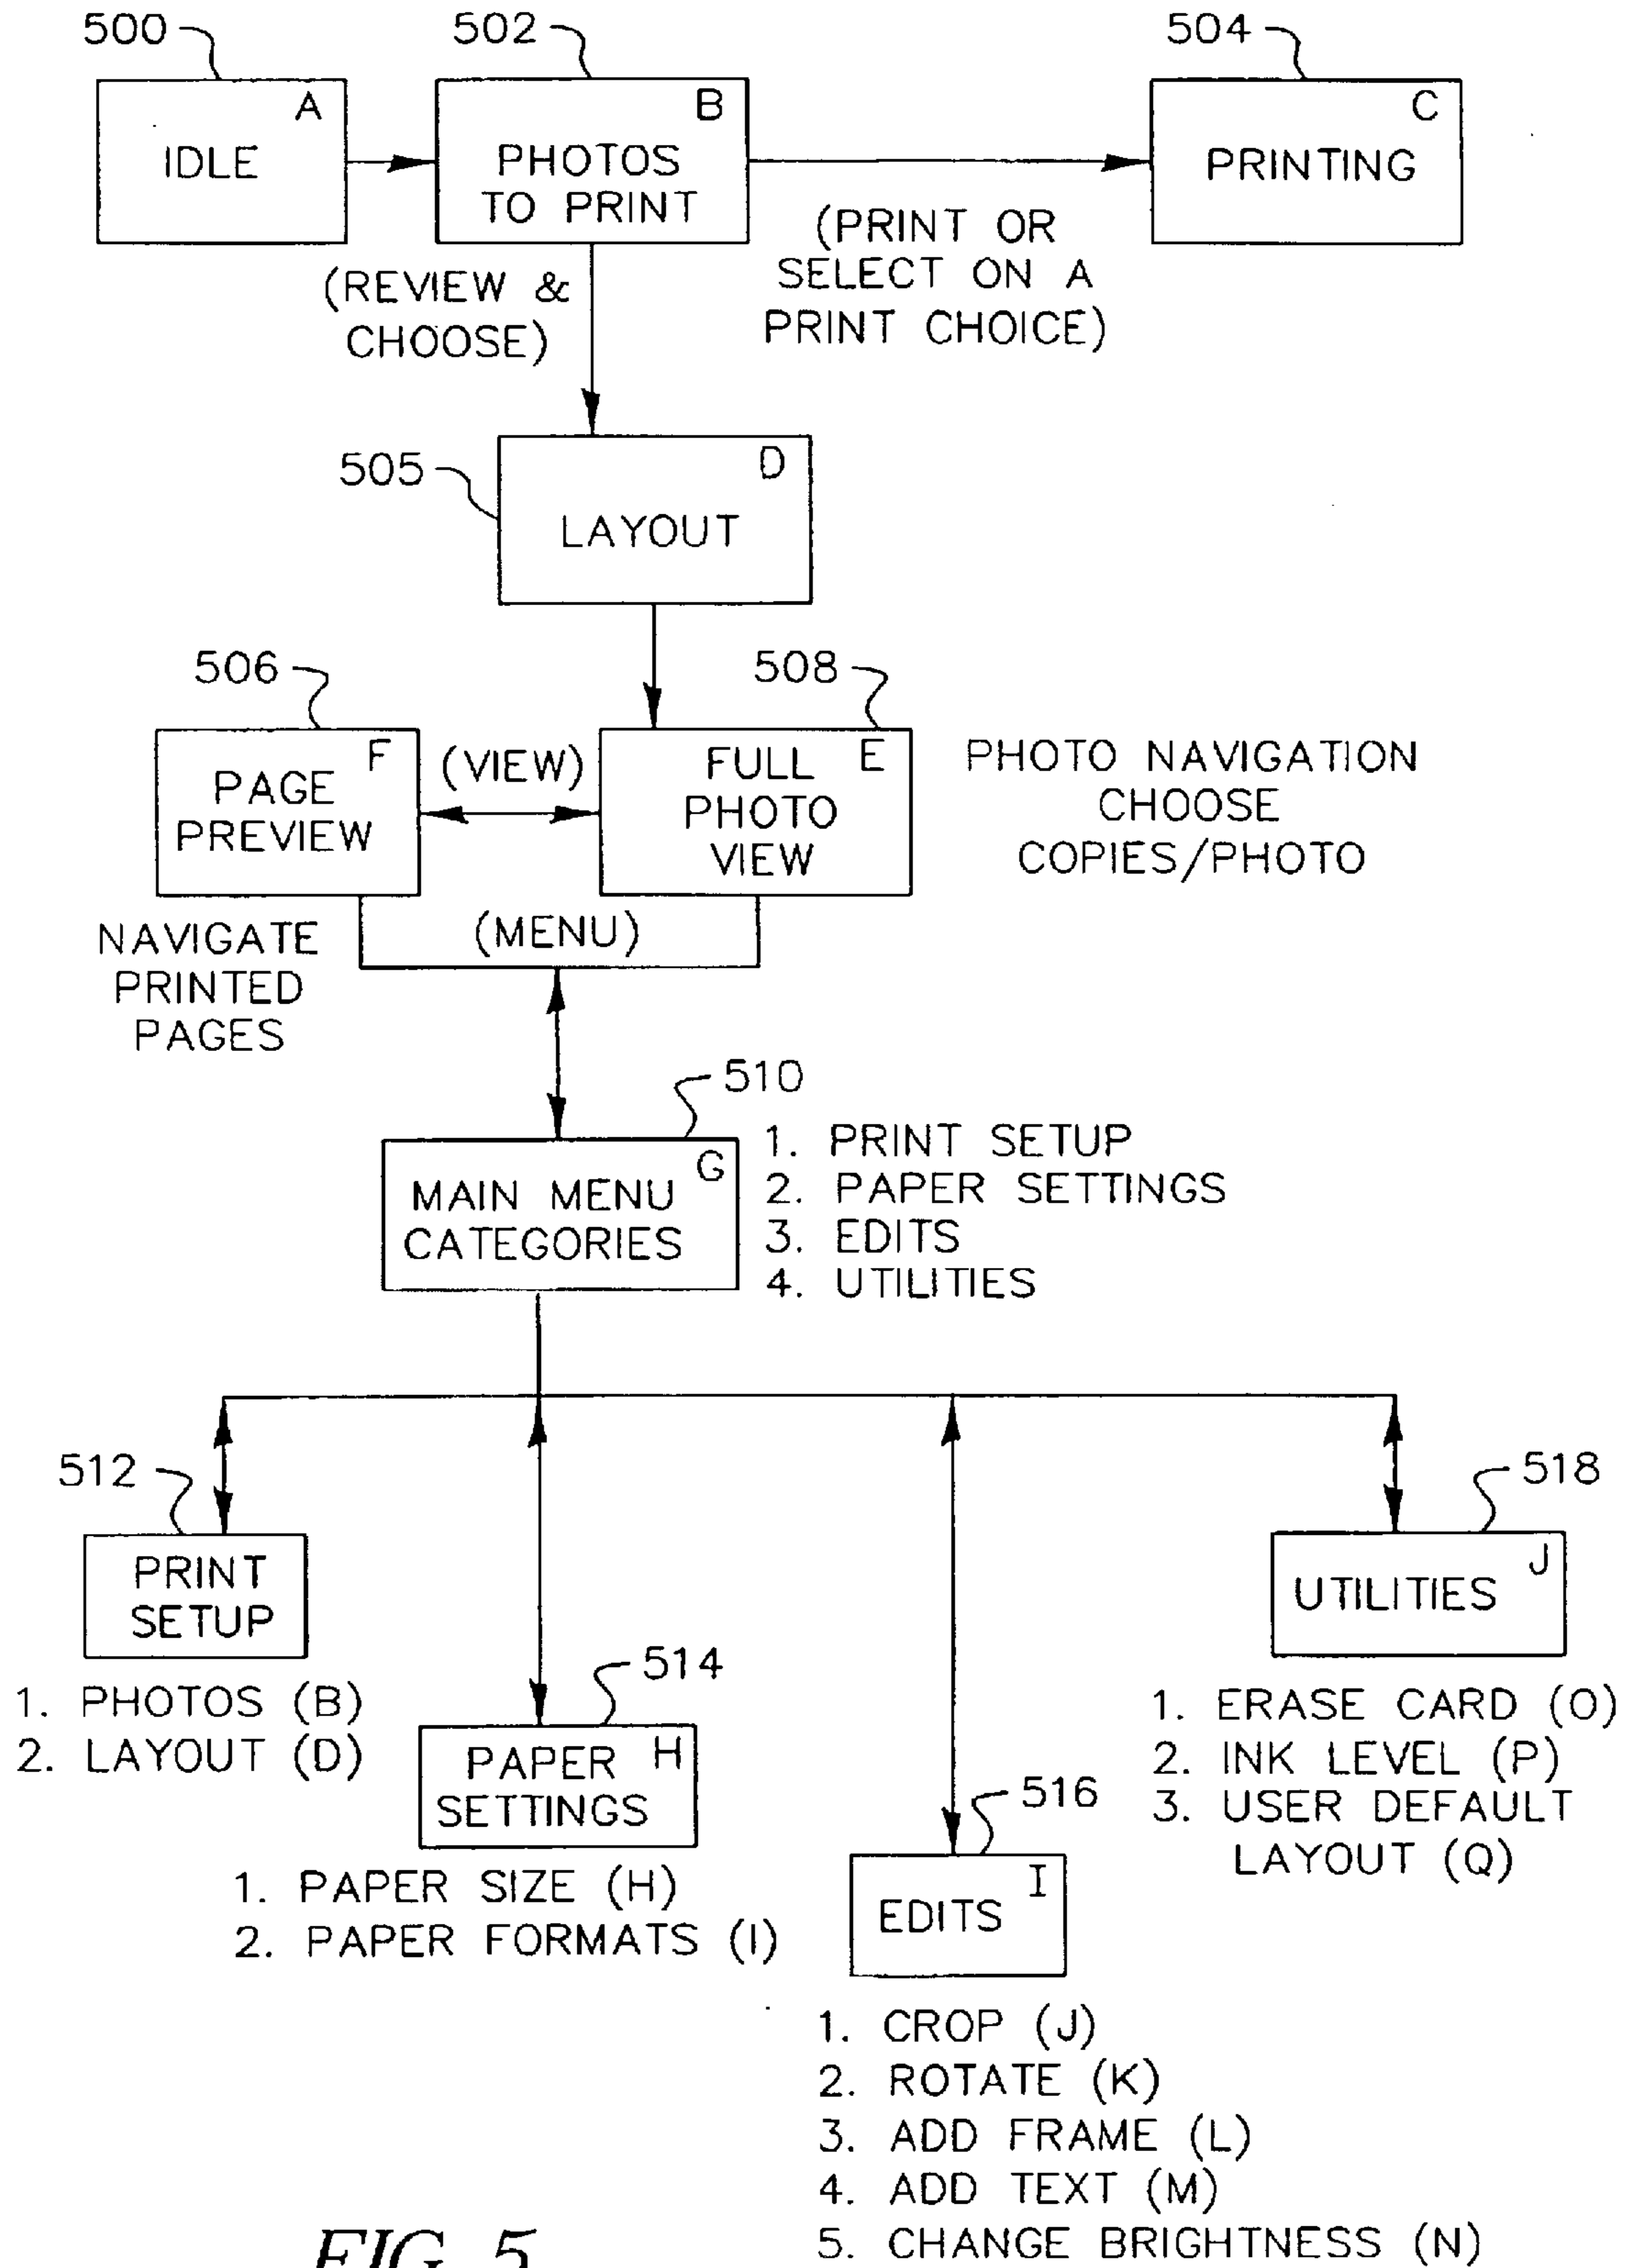 500
502
504
A
IDLE
B
PHOTOS
TO PRINT
C
PRINTING
(REVIEW &
CHOOSE)
(PRINT OR
SELECT ON A
PRINT CHOICE)
505
D
LAYOUT
506
508
F
PAGE
PREVIEW
(VIEW)
E
FULL
PHOTO
VIEW
PHOTO NAVIGATION
CHOOSE
COPIES/PHOTO
NAVIGATE
PRINTED
PAGES
(MENU)
510
G
MAIN MENU
CATEGORIES
1. PRINT SETUP
2. PAPER SETTINGS
3. EDITS
4. UTILITIES
512
PRINT
SETUP
1. PHOTOS (B)
2. LAYOUT (D)
514
H
PAPER
SETTINGS
1. PAPER SIZE (H)
2. PAPER FORMATS (I)
516
I
EDITS
1. CROP (J)
2. ROTATE (K)
3. ADD FRAME (L)
4. ADD TEXT (M)
5. CHANGE BRIGHTNESS (N)
518
J
UTILITIES
1. ERASE CARD (O)
2. INK LEVEL (P)
3. USER DEFAULT
LAYOUT (Q)
FIG. 5